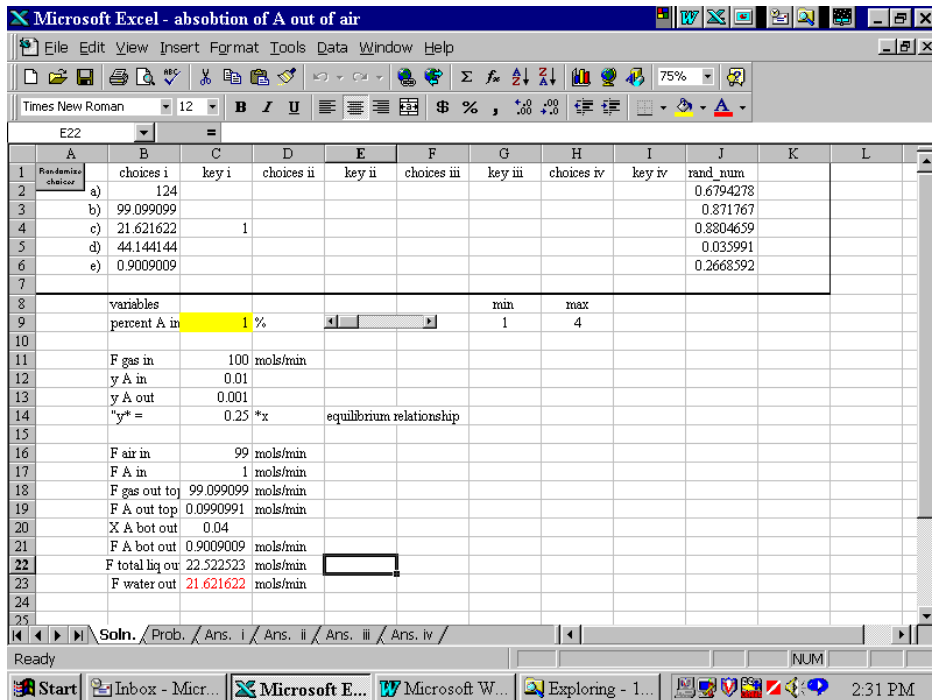 Microsoft Excel - absobtion of A out of air
File Edit View Insert Format Tools Data Window Help
75%
Times New Roman 12 B I U $ % ,
E22 =
A B C D E F G H I J K L
1 Randomize choices choices i key i choices ii key ii choices iii key iii choices iv key iv rand_num
2 a) 124 0.6794278
3 b) 99.099099 0.871767
4 c) 21.621622 1 0.8804659
5 d) 44.144144 0.035991
6 e) 0.9009009 0.2668592
7
8 variables min max
9 percent A in 1 % 1 4
10
11 F gas in 100 mols/min
12 y A in 0.01
13 y A out 0.001
14 "y* = 0.25 *x equilibrium relationship
15
16 F air in 99 mols/min
17 F A in 1 mols/min
18 F gas out top 99.099099 mols/min
19 F A out top 0.0990991 mols/min
20 X A bot out 0.04
21 F A bot out 0.9009009 mols/min
22 F total liq ou 22.522523 mols/min
23 F water out 21.621622 mols/min
24
25
Soln. / Prob. / Ans. i / Ans. ii / Ans. iii / Ans. iv /
Ready NUM
Start Inbox - Micr... Microsoft E... Microsoft W... Exploring - 1... 2:31 PM